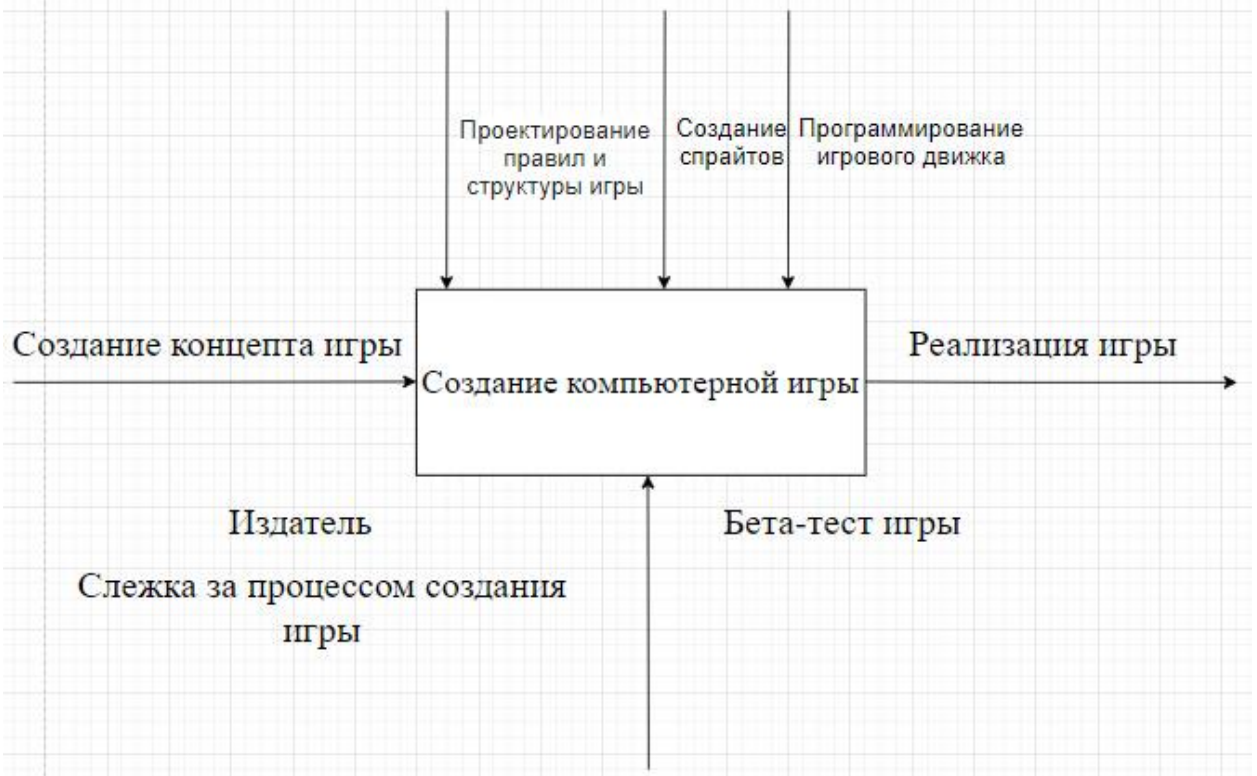 Проектирование
правил и
структуры игры
Создание
спрайтов
Программирование
игрового движка
Создание концепта игры
Реализация игры
Создание компьютерной игры
Издатель
Бета-тест игры
Слежка за процессом создания
игры